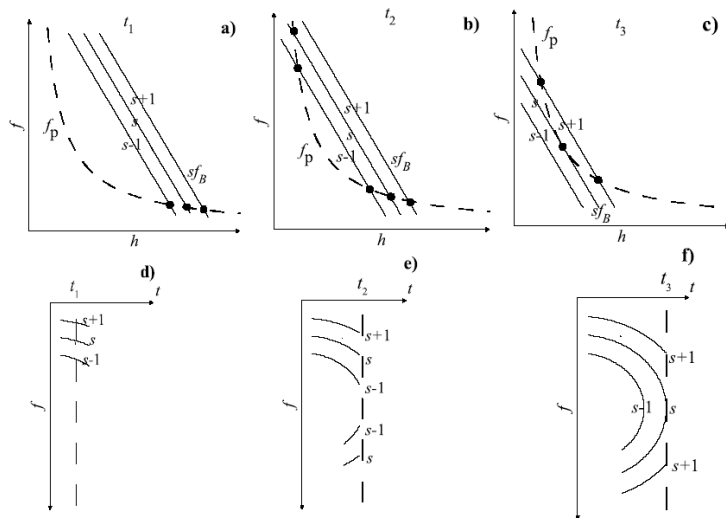 t1
a)
f
fp
s+1
s
s-1
sfB
h
t2
b)
f
fp
s+1
s
s-1
sfB
h
t3
c)
f
fp
s
s-1
s+1
sfB
h
d)
t1
t
s+1
s
s-1
f
e)
t2
t
s+1
s
s-1
s-1
s
f
f)
t3
t
s+1
s-1
s
s+1
f